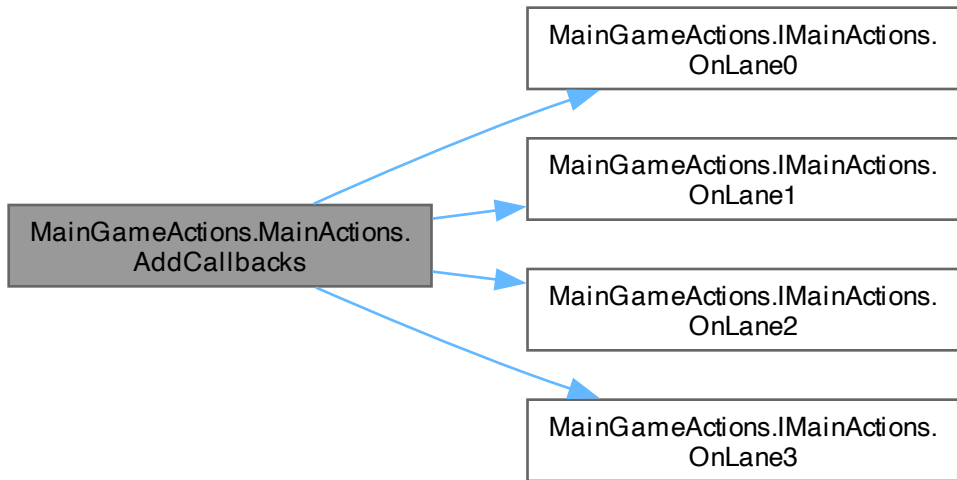 MainGameActions.IMainActions.
OnLane0
MainGameActions.IMainActions.
OnLane1
MainGameActions.MainActions.
AddCallbacks
MainGameActions.IMainActions.
OnLane2
MainGameActions.IMainActions.
OnLane3